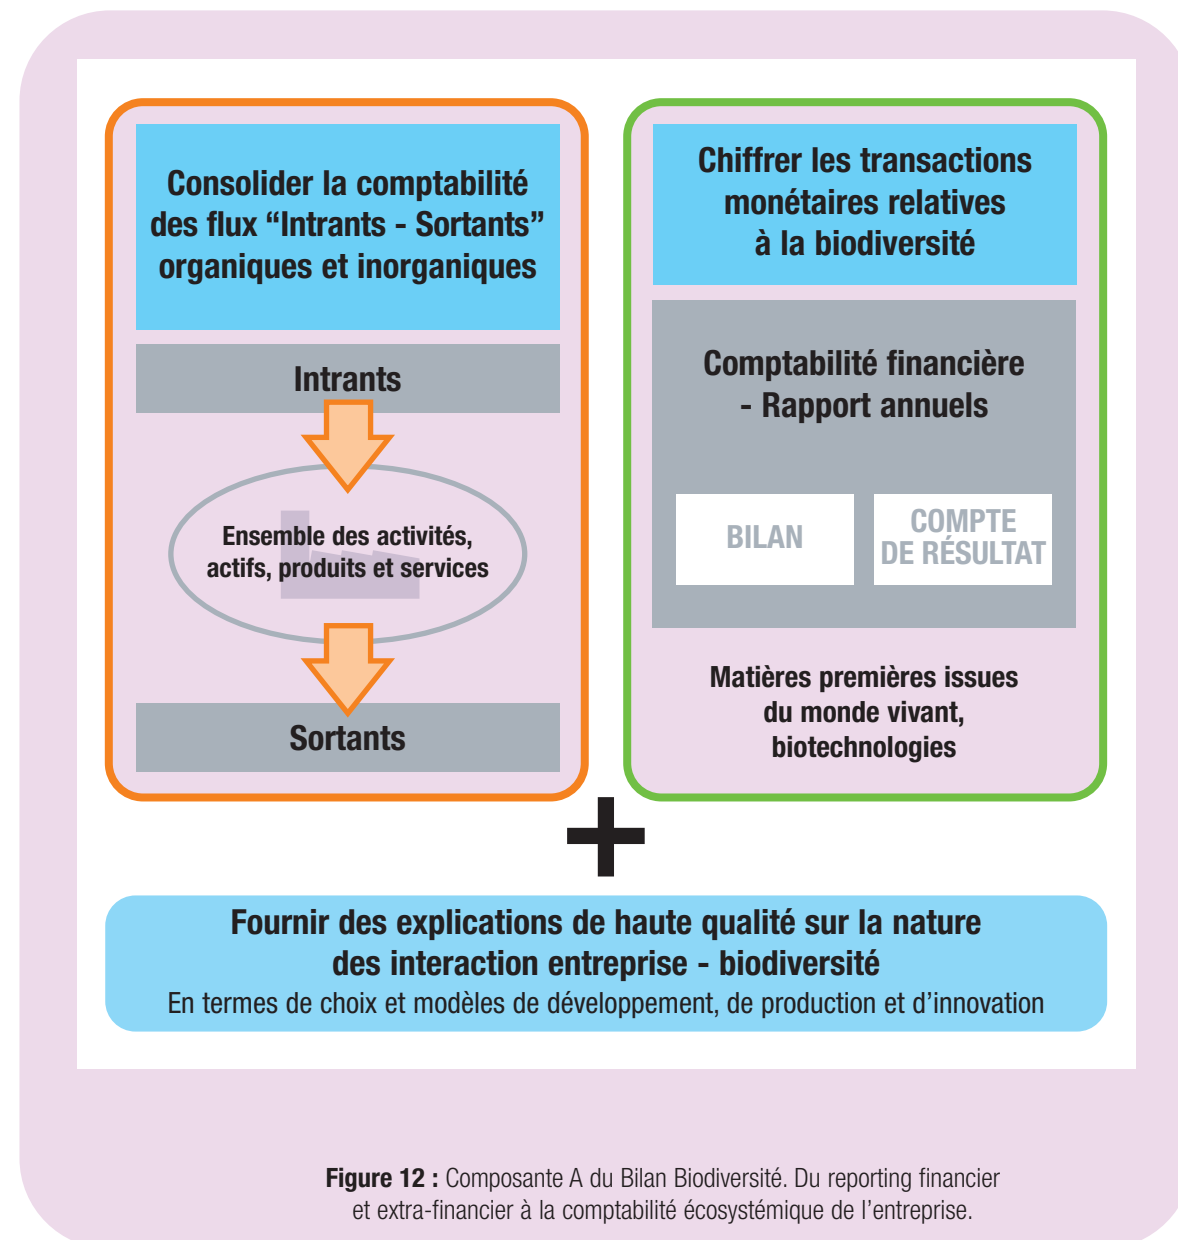 Consolider la comptabilité
des flux “Intrants - Sortants”
organiques et inorganiques
Intrants
Ensemble des activités,
actifs, produits et services
Sortants
Chiffrer les transactions
monétaires relatives
à la biodiversité
Comptabilité financière
- Rapport annuels
BILAN
COMPTE
DE RÉSULTAT
Matières premières issues
du monde vivant,
biotechnologies
+
Fournir des explications de haute qualité sur la nature
des interaction entreprise - biodiversité
En termes de choix et modèles de développement, de production et d’innovation
Figure 12 : Composante A du Bilan Biodiversité. Du reporting financier
et extra-financier à la comptabilité écosystémique de l’entreprise.